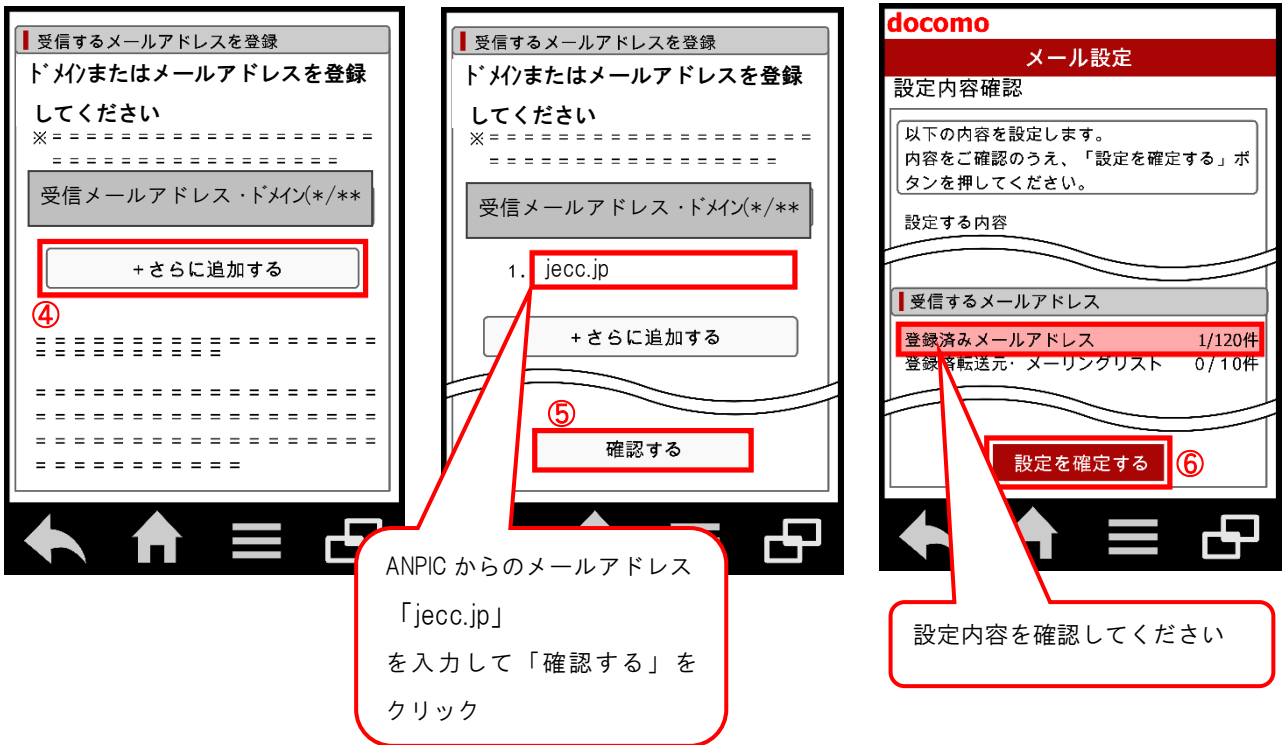 受信するメールアドレスを登録
ドメインまたはメールアドレスを登録
してください
※= = = = = = = = = = = = = = = = = =
= = = = = = = = = = = = = = = = =
受信メールアドレス・ドメイン(*/**
+さらに追加する
④
= = = = = = = = = = = = = = = = = =
= = = = = = = = = =
= = = = = = = = = = = = = = = = = =
= = = = = = = = = = = = = = = = = =
= = = = = = = = = = = = = = = = = =
= = = = = = = = = = =
受信するメールアドレスを登録
ドメインまたはメールアドレスを登録
してください
※= = = = = = = = = = = = = = = = = =
= = = = = = = = = = = = = = = = =
受信メールアドレス・ドメイン(*/**
1. jecc.jp
+さらに追加する
⑤
確認する
ANPIC からのメールアドレス
「jecc.jp」
を入力して「確認する」を
クリック
docomo
メール設定
設定内容確認
以下の内容を設定します。
内容をご確認のうえ、「設定を確定する」ボ
タンを押してください。
設定する内容
受信するメールアドレス
登録済みメールアドレス 1/120件
登録済転送元・メーリングリスト 0/10件
設定を確定する ⑥
設定内容を確認してください